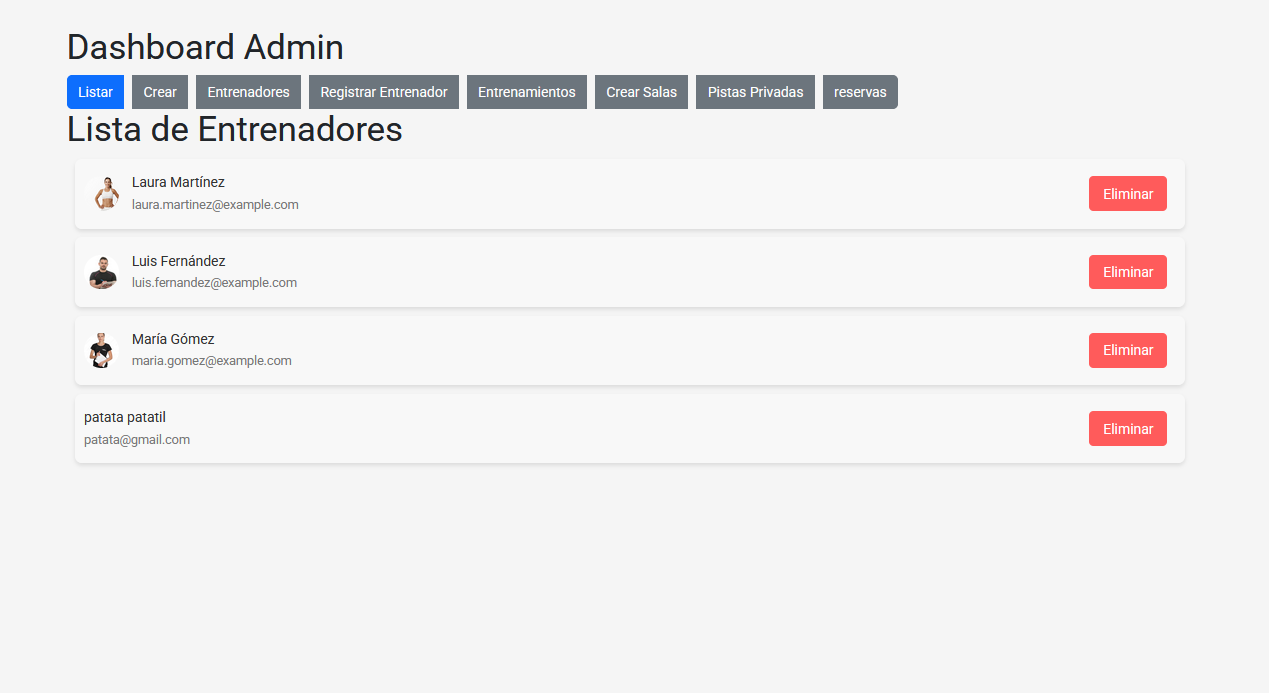 Dashboard Admin
Listar Crear Entrenadores Registrar Entrenador Entrenamientos Crear Salas Pistas Privadas reservas
Lista de Entrenadores
Laura Martínez
laura.martinez@example.com
Eliminar
Luis Fernández
luis.fernandez@example.com
Eliminar
María Gómez
maria.gomez@example.com
Eliminar
patata patatil
patata@gmail.com
Eliminar